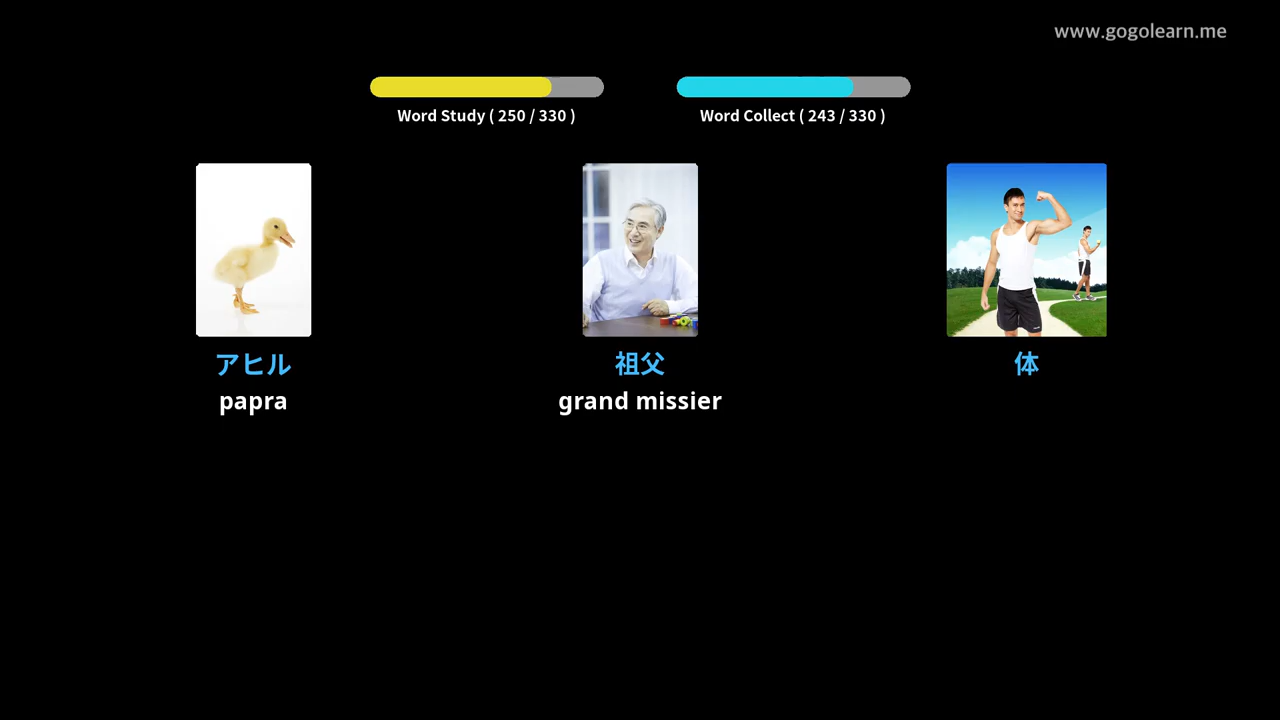 www.gogolearn.me
Word Study ( 250 / 330 )
Word Collect ( 243 / 330 )
アヒル
papra
祖父
grand missier
体